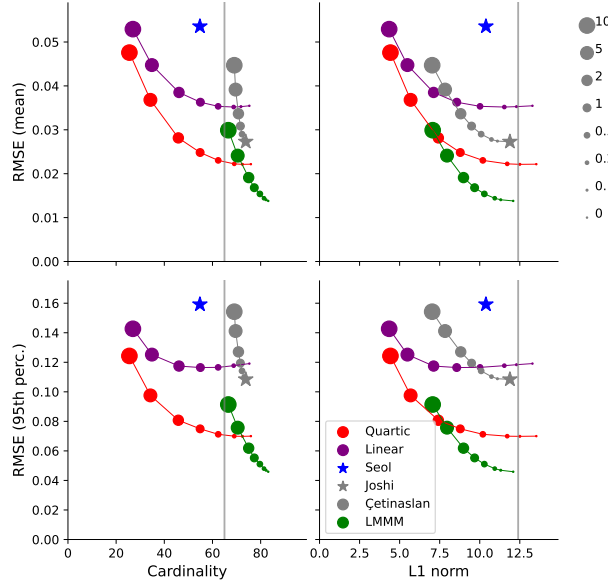 0.05
0.04
0.03
0.02
0.01
0.00
RMSE (mean)
10
5
2
1
0.
0.
0.
0
0.16
0.14
0.12
0.10
0.08
0.06
0.04
0.02
0.00
RMSE (95th perc.)
Quartic
Linear
Seol
Joshi
Çetinaslan
LMMM
0 20 40 60 80
Cardinality
0.0 2.5 5.0 7.5 10.0 12.5
L1 norm